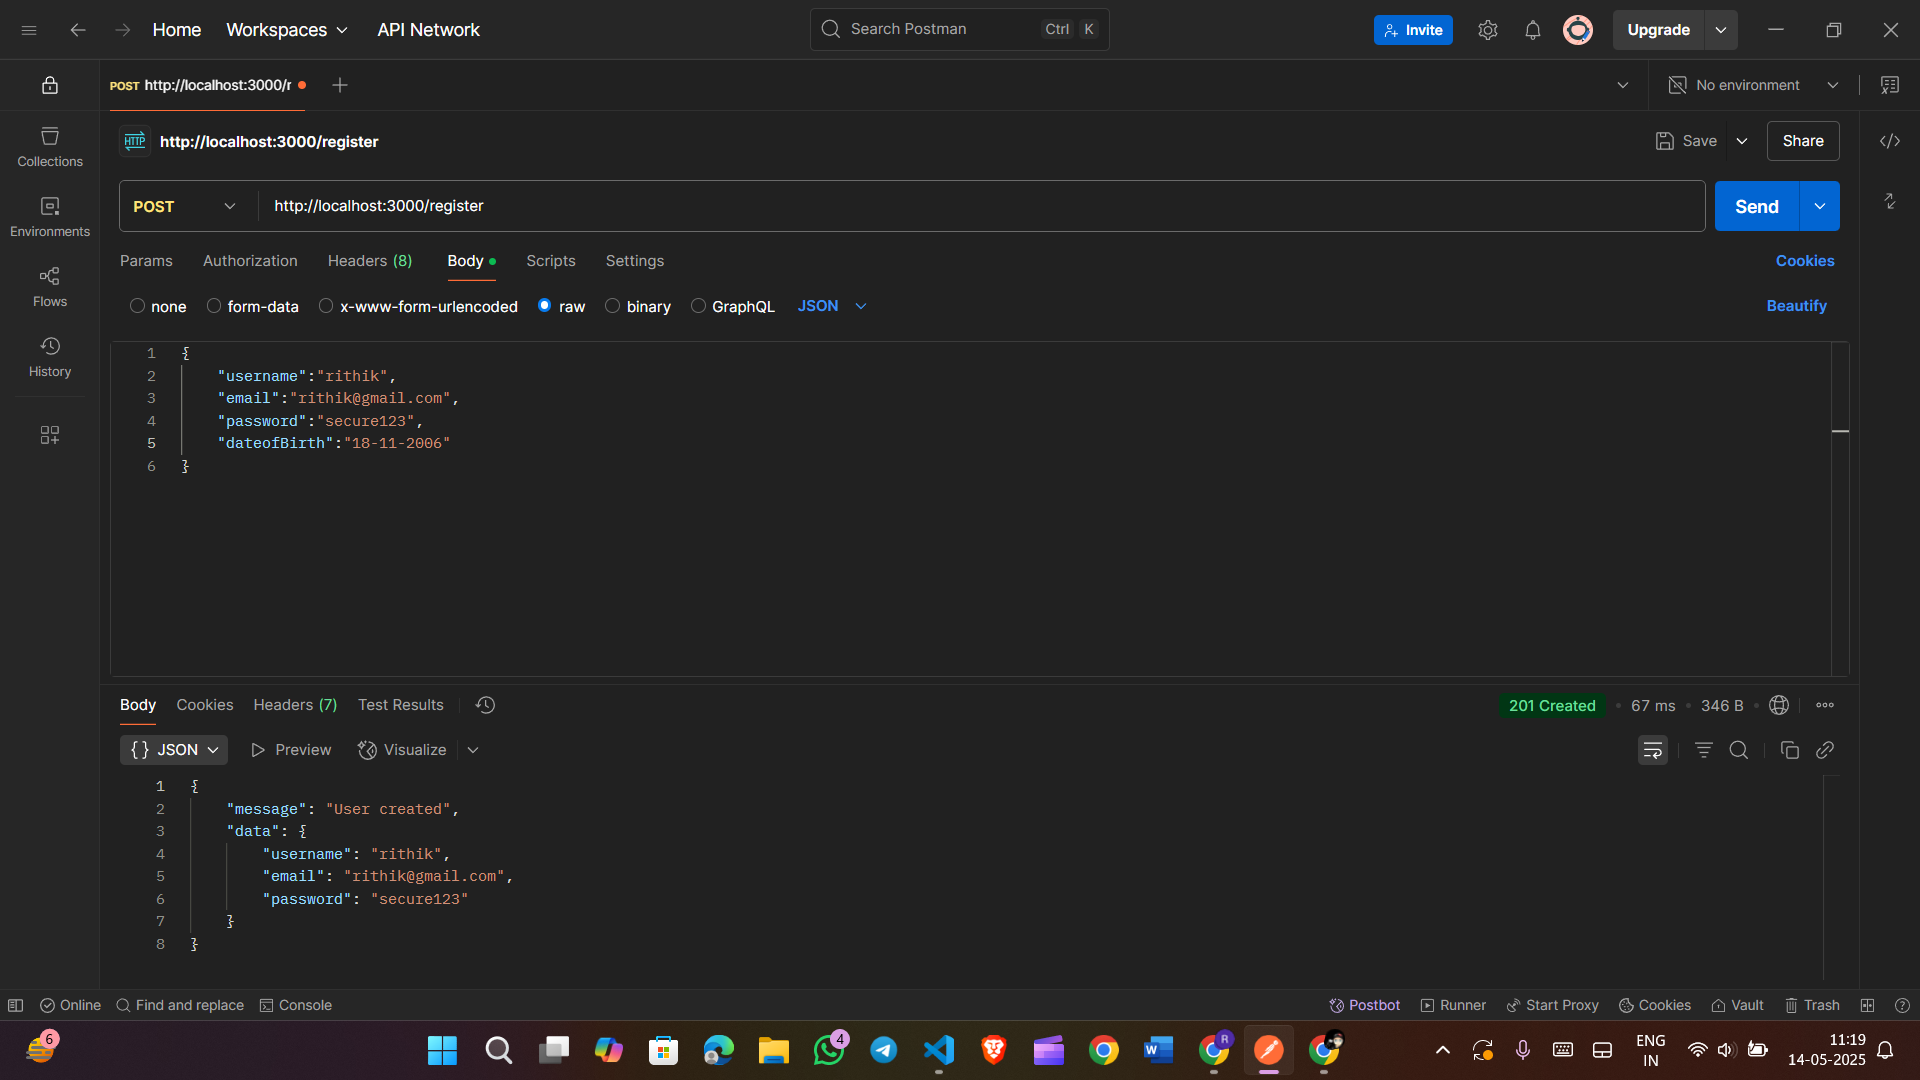 Home Workspaces API Network Search Postman Ctrl K Invite Upgrade
POST http://localhost:3000/r No environment
HTTP http://localhost:3000/register Save Share
Collections
POST http://localhost:3000/register Send
Environments
Params Authorization Headers (8) Body Scripts Settings Cookies
none form-data x-www-form-urlencoded raw binary GraphQL JSON Beautify
Flows
History
1 {
2 "username":"rithik",
3 "email":"rithik@gmail.com",
4 "password":"secure123",
5 "dateofBirth":"18-11-2006"
6 }
Body Cookies Headers (7) Test Results 201 Created 67 ms 346 B
{} JSON Preview Visualize
1 {
2 "message": "User created",
3 "data": {
4 "username": "rithik",
5 "email": "rithik@gmail.com",
6 "password": "secure123"
7 }
8 }
Online Find and replace Console Postbot Runner Start Proxy Cookies Vault Trash
6 4 R ENG 11:19
IN 14-05-2025